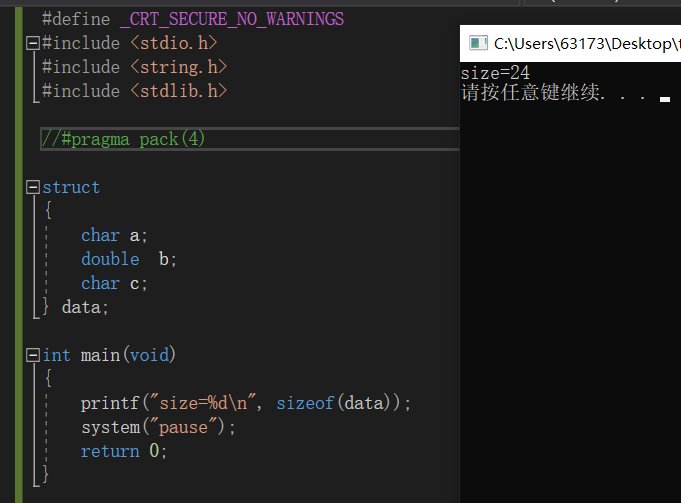 #define _CRT_SECURE_NO_WARNINGS
#include <stdio.h>
#include <string.h>
#include <stdlib.h>
//#pragma pack(4)
struct
{
char a;
double b;
char c;
} data;
int main(void)
{
printf("size=%d\n", sizeof(data));
system("pause");
return 0;
}
C:\Users\63173\Desktop\t
size=24
请按任意键继续. . .